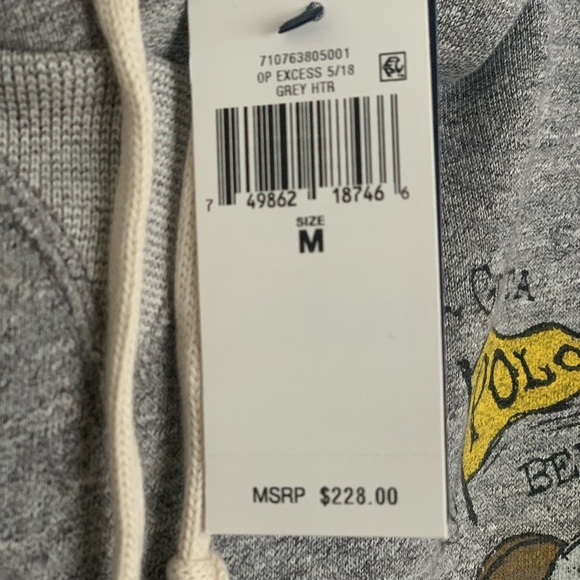 710763805001
OP EXCESS 5/18
GREY HTR
7 49862 18746 6
SIZE
M
MSRP $228.00
POLO